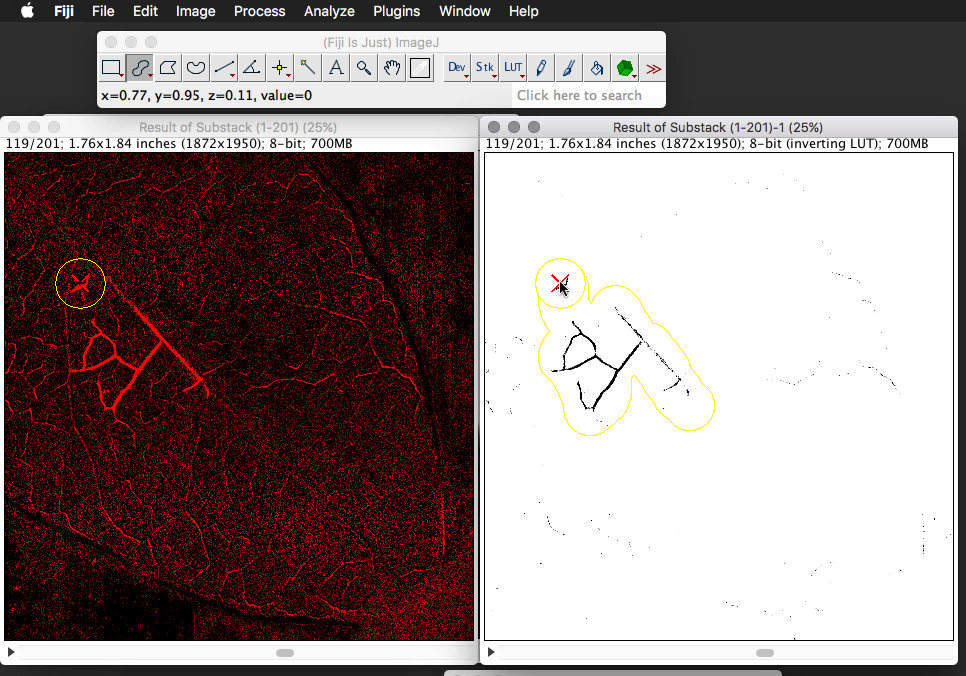 Fiji File Edit Image Process Analyze Plugins Window Help
(Fiji Is Just) ImageJ
A Dev Stk LUT >>
x=0.77, y=0.95, z=0.11, value=0 Click here to search
Result of Substack (1-201) (25%)
119/201; 1.76x1.84 inches (1872x1950); 8-bit; 700MB
Result of Substack (1-201)-1 (25%)
119/201; 1.76x1.84 inches (1872x1950); 8-bit (inverting LUT); 700MB